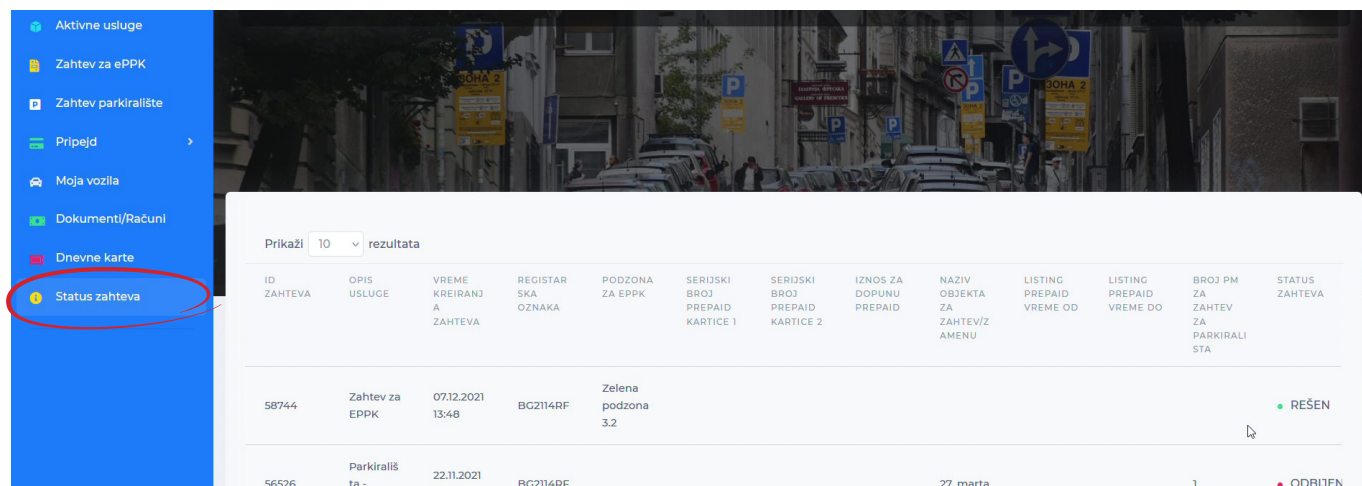 Aktivne usluge
Zahtev za ePPK
Zahtev parkiralište
Pripejd
Moja vozila
Dokumenti/Računi
Dnevne karte
Status zahteva
ЗОНА 2
P
P
ЗОНА 2
Prikaži 10 rezultata
ID
ZAHTEVA
OPIS
USLUGE
VREME
KREIRANJ
A
ZAHTEVA
REGISTAR
SKA
OZNAKA
PODZONA
ZA EPPK
SERIJSKI
BROJ
PREPAID
KARTICE 1
SERIJSKI
BROJ
PREPAID
KARTICE 2
IZNOS ZA
DOPUNU
PREPAID
NAZIV
OBJEKTA
ZA
ZAHTEV/Z
AMENU
LISTING
PREPAID
VREME OD
LISTING
PREPAID
VREME DO
BROJ PM
ZA
ZAHTEV
ZA
PARKIRALI
STA
STATUS
ZAHTEVA
58744
Zahtev za
EPPK
07.12.2021
13:48
BG2114RF
Zelena
podzona
3.2
REŠEN
56526
Parkirališ
ta -
22.11.2021
BG2114RF
27. marta
1
ODBIJEN